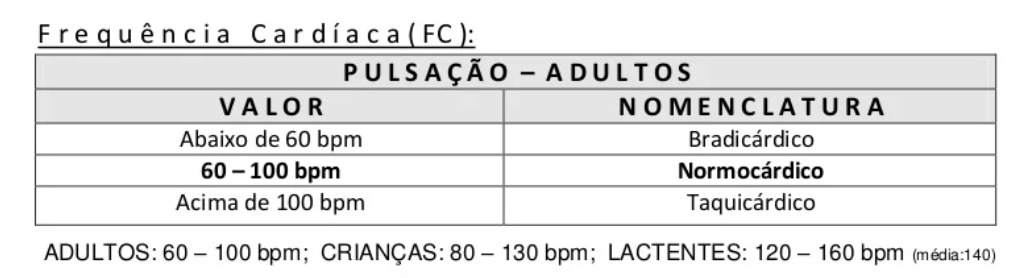 Frequência Cardíaca(FC):
PULSAÇÃO – ADULTOS
VALOR NOMENCLATURA
Abaixo de 60 bpm Bradicárdico
60 – 100 bpm Normocárdico
Acima de 100 bpm Taquicárdico
ADULTOS: 60 – 100 bpm; CRIANÇAS: 80 – 130 bpm; LACTENTES: 120 – 160 bpm (média:140)